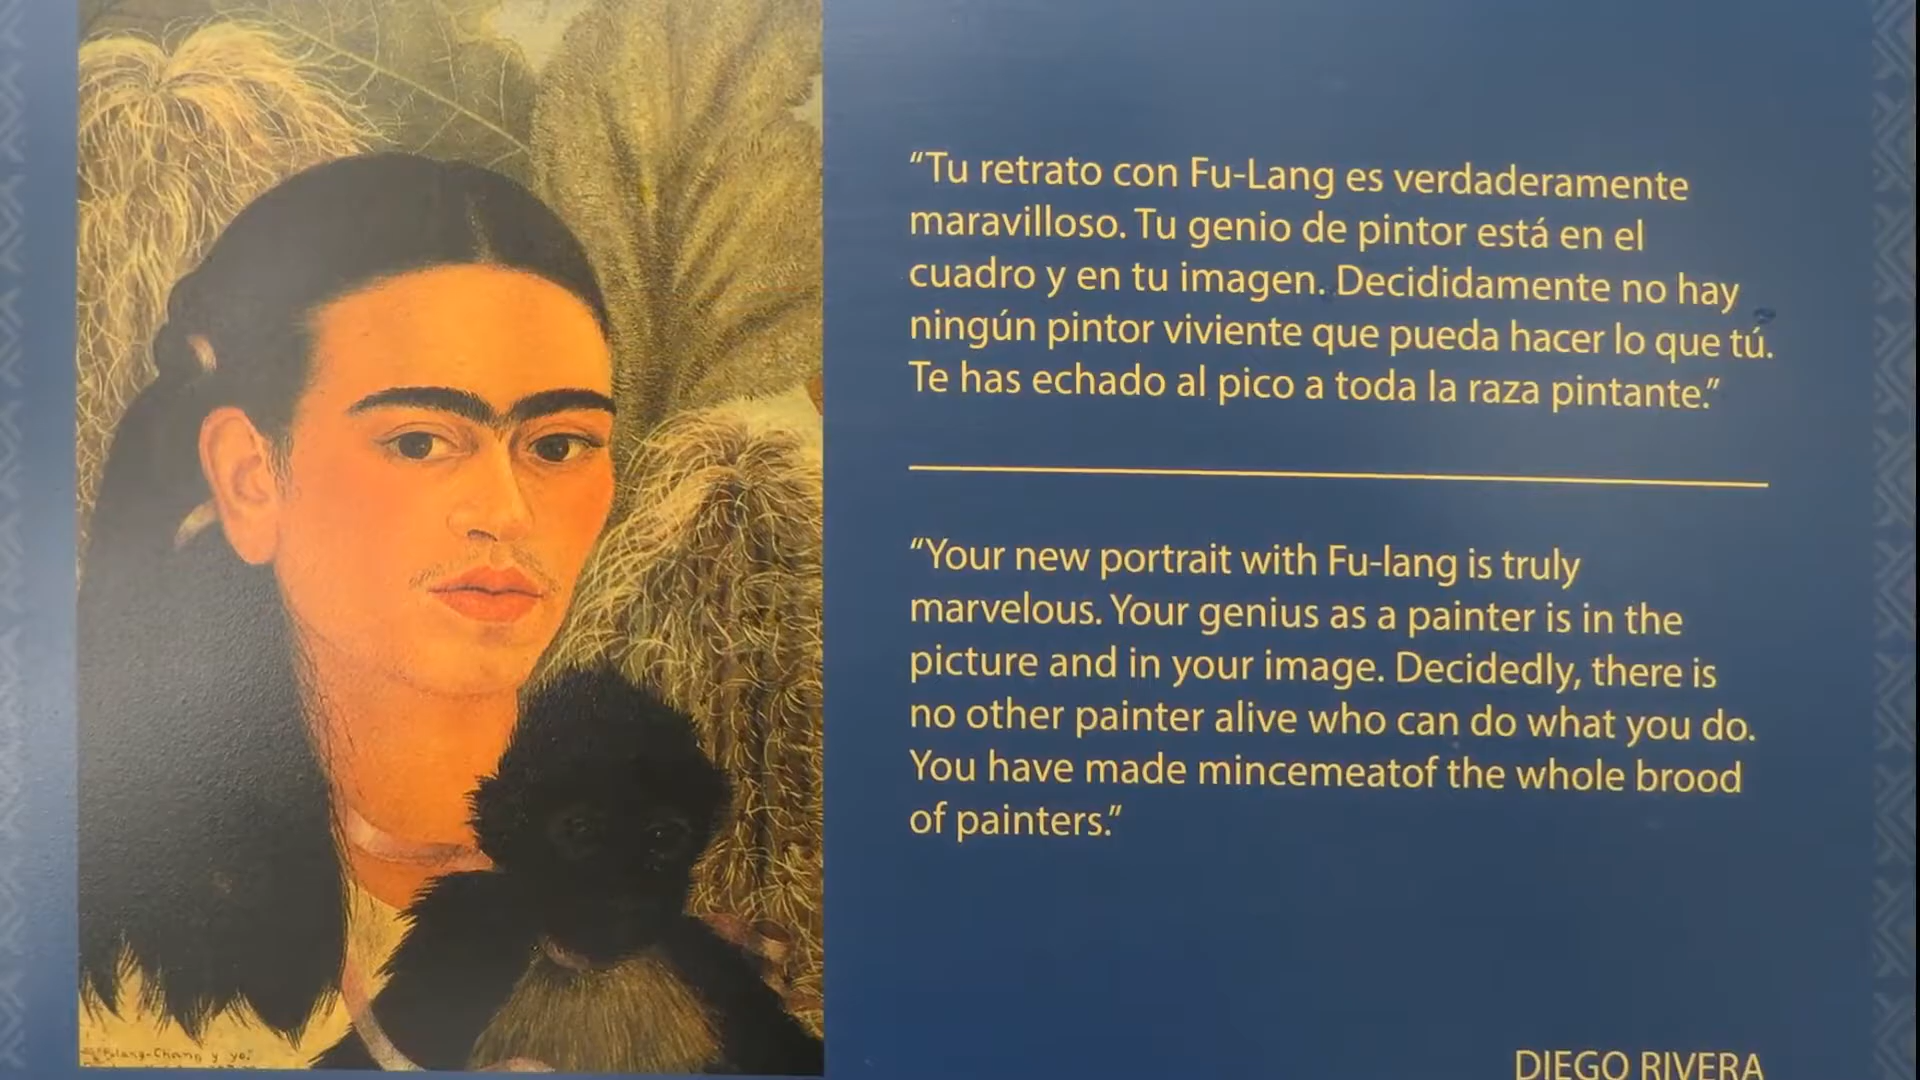 “Tu retrato con Fu-Lang es verdaderamente
maravilloso. Tu genio de pintor está en el
cuadro y en tu imagen. Decididamente no hay
ningún pintor viviente que pueda hacer lo que tú.
Te has echado al pico a toda la raza pintante.”
“Your new portrait with Fu-lang is truly
marvelous. Your genius as a painter is in the
picture and in your image. Decidedly, there is
no other painter alive who can do what you do.
You have made mincemeatof the whole brood
of painters.”
y yo."
DIEGO RIVERA